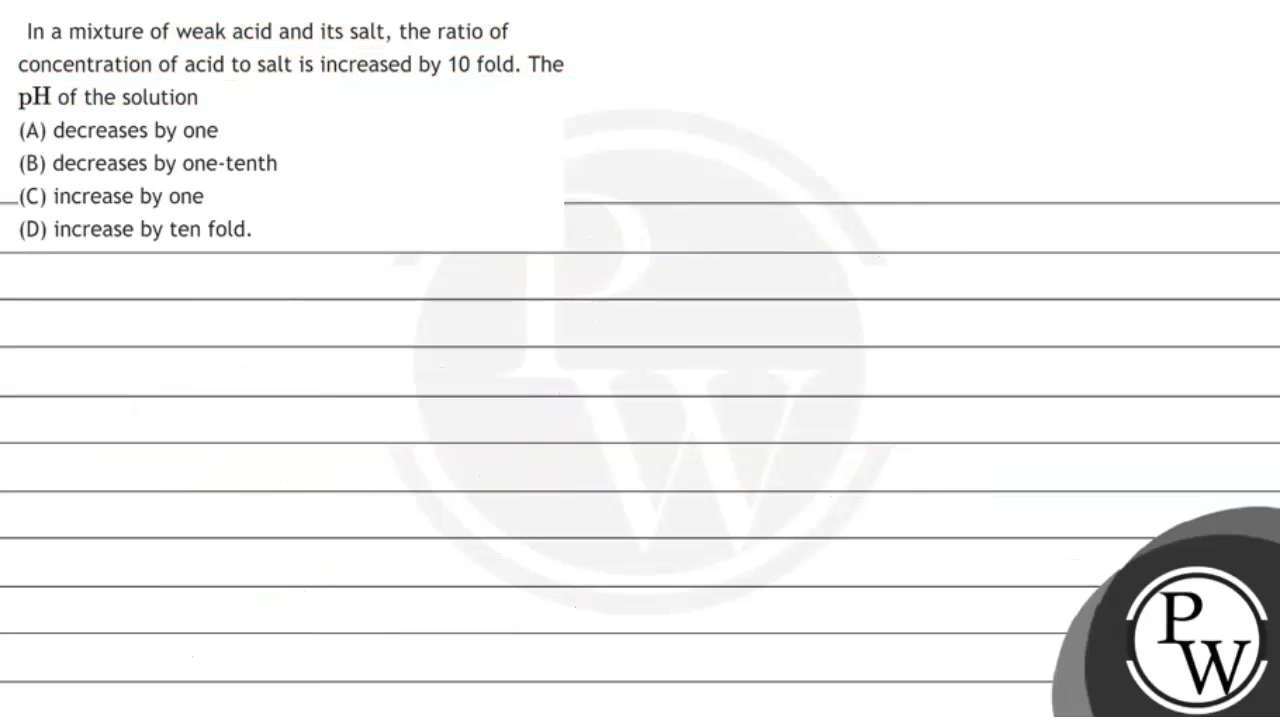 In a mixture of weak acid and its salt, the ratio of
concentration of acid to salt is increased by 10 fold. The
pH of the solution
(A) decreases by one
(B) decreases by one-tenth
(C) increase by one
(D) increase by ten fold.
P
W
P
W